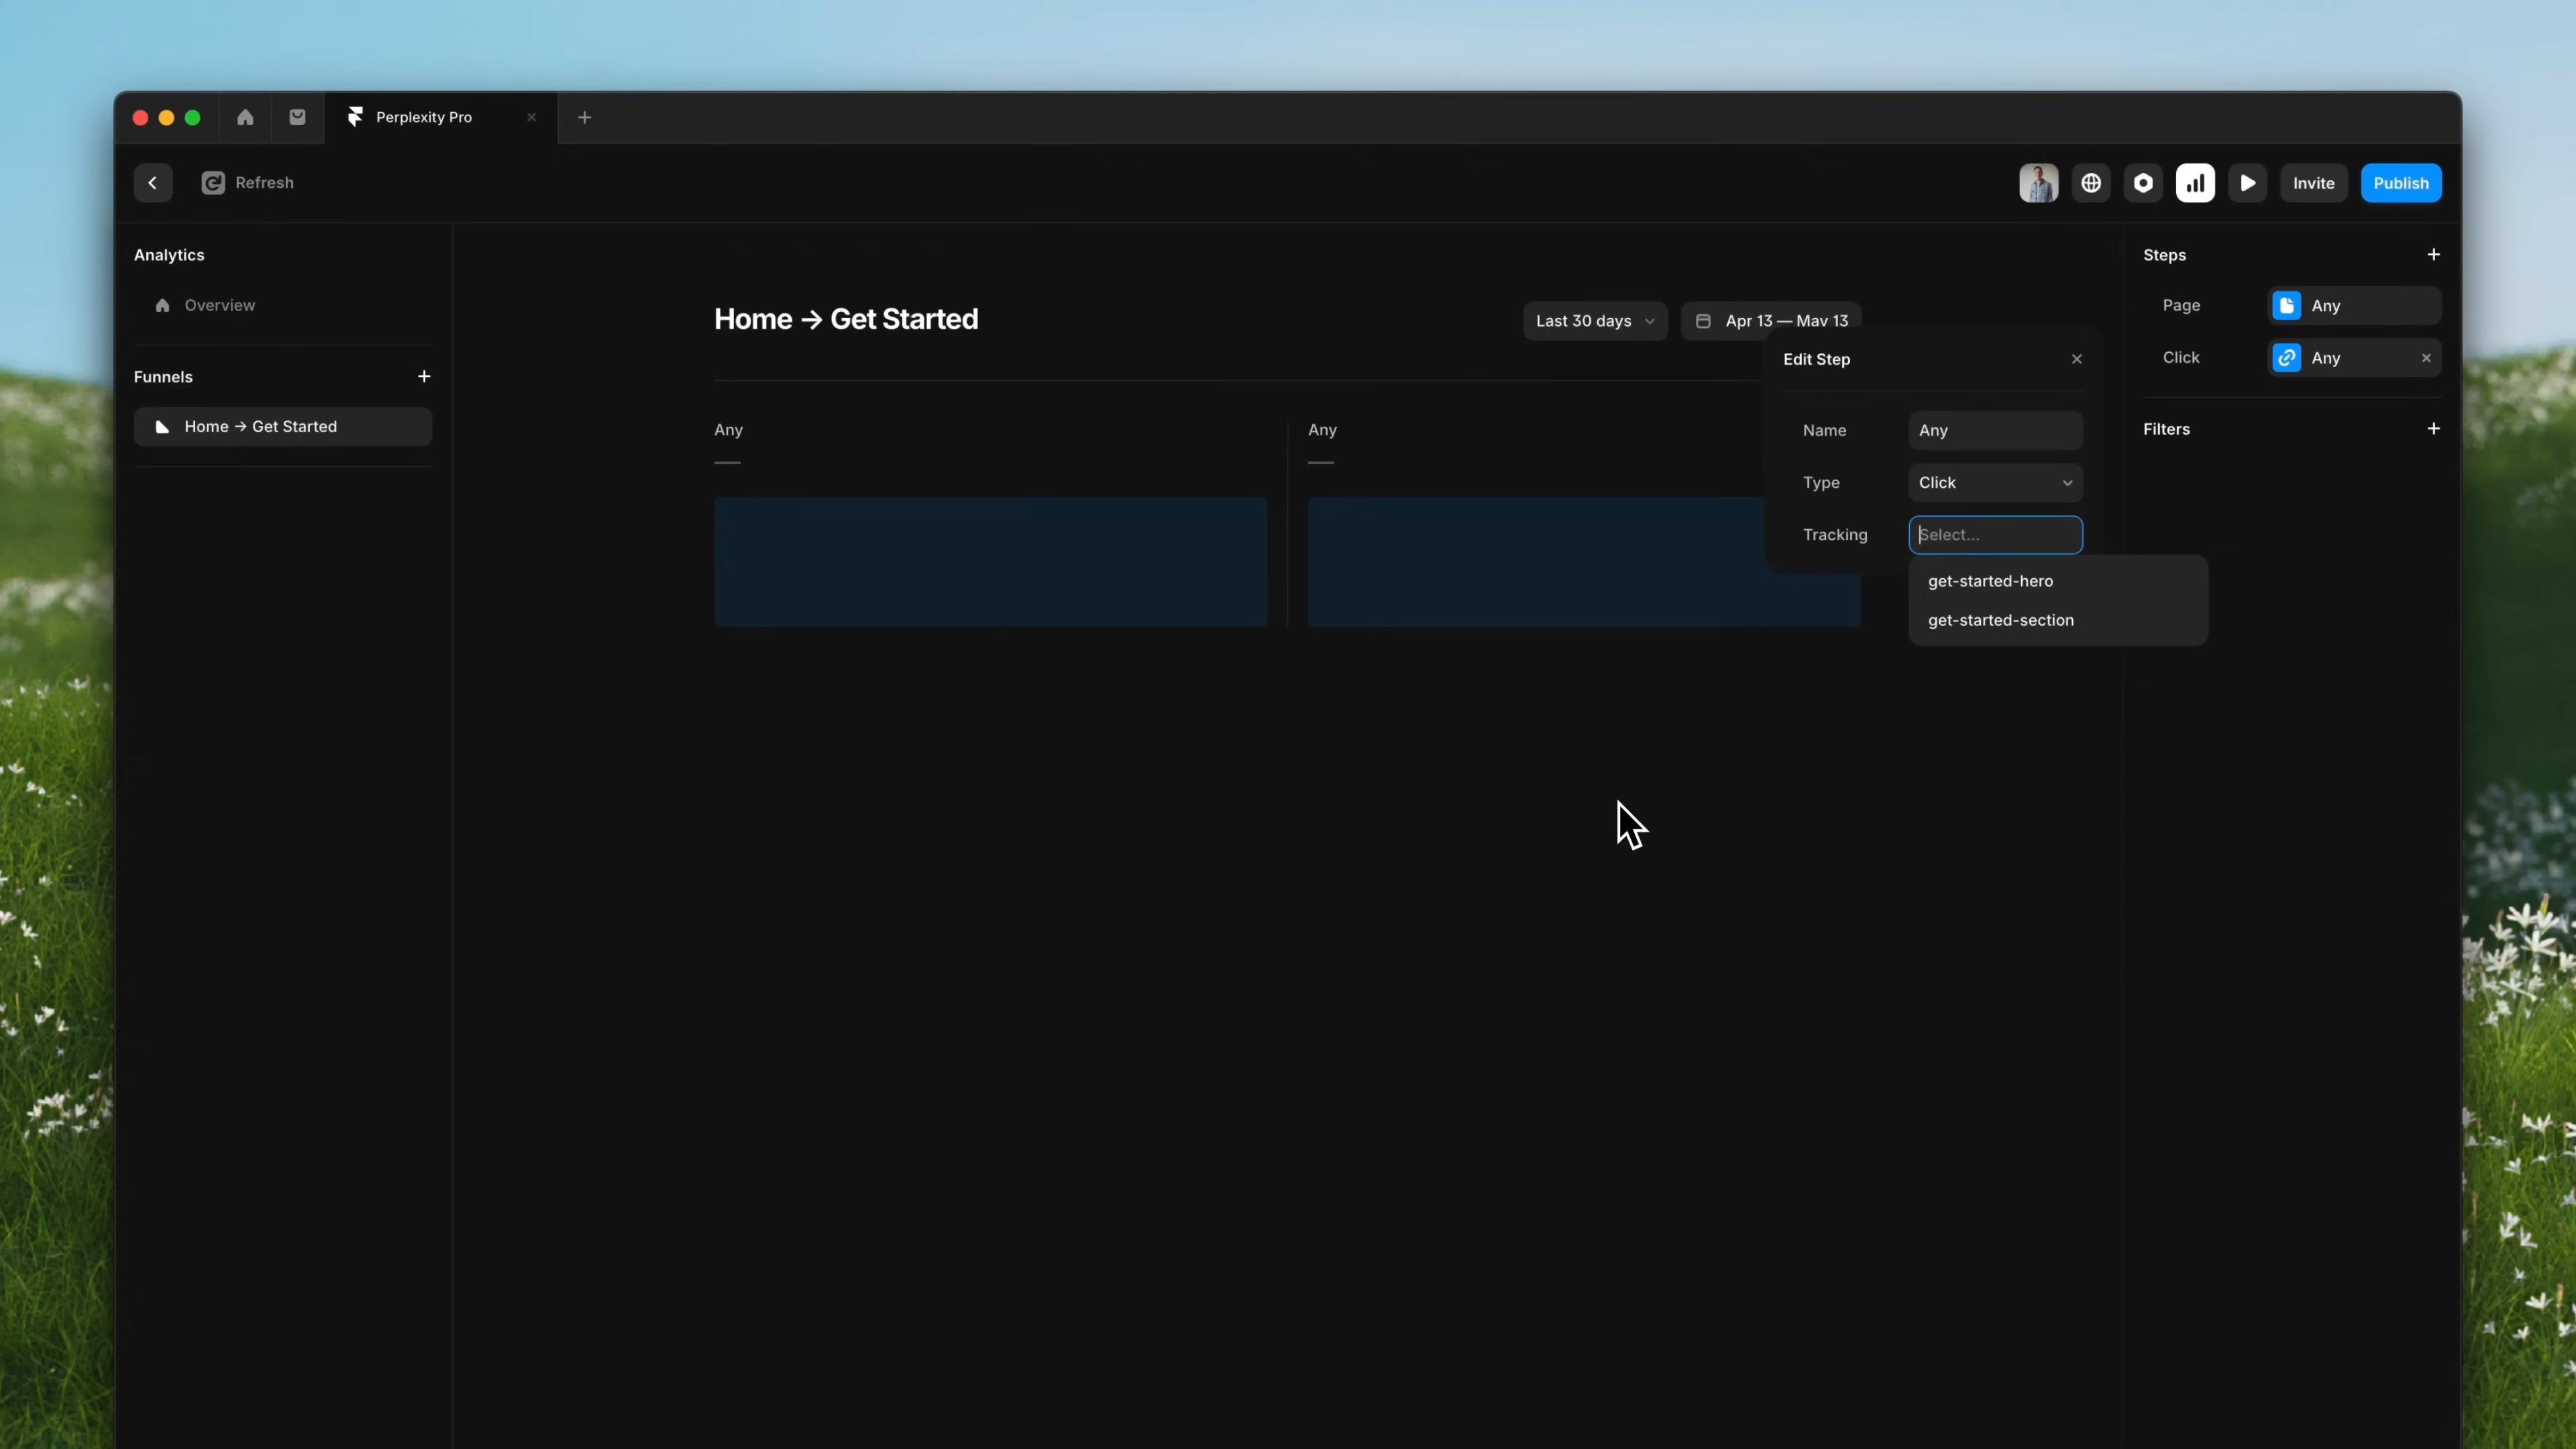 Perplexity Pro
Refresh
Invite
Publish
Analytics
Overview
Funnels
Home → Get Started
Home → Get Started
Last 30 days
Apr 13 — May 13
Any
Any
Edit Step
Name
Any
Type
Click
Tracking
Select...
get-started-hero
get-started-section
Steps
Page
Any
Click
Any
Filters